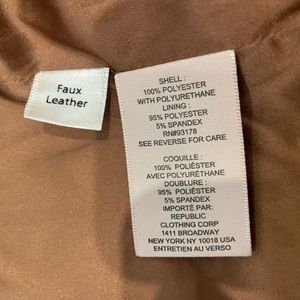 Faux
Leather
SHELL :
100% POLYESTER
WITH POLYURETHANE
LINING :
95% POLYESTER
5% SPANDEX
RN#93178
SEE REVERSE FOR CARE
COQUILLE :
100% POLIÈSTER
AVEC POLYURÉTHANE
DOUBLURE :
95% POLIÈSTER
5% SPANDEX
IMPORTÉ PAR:
REPUBLIC
CLOTHING CORP
1411 BROADWAY
NEW YORK NY 10018 USA
ENTRETIEN AU VERSO